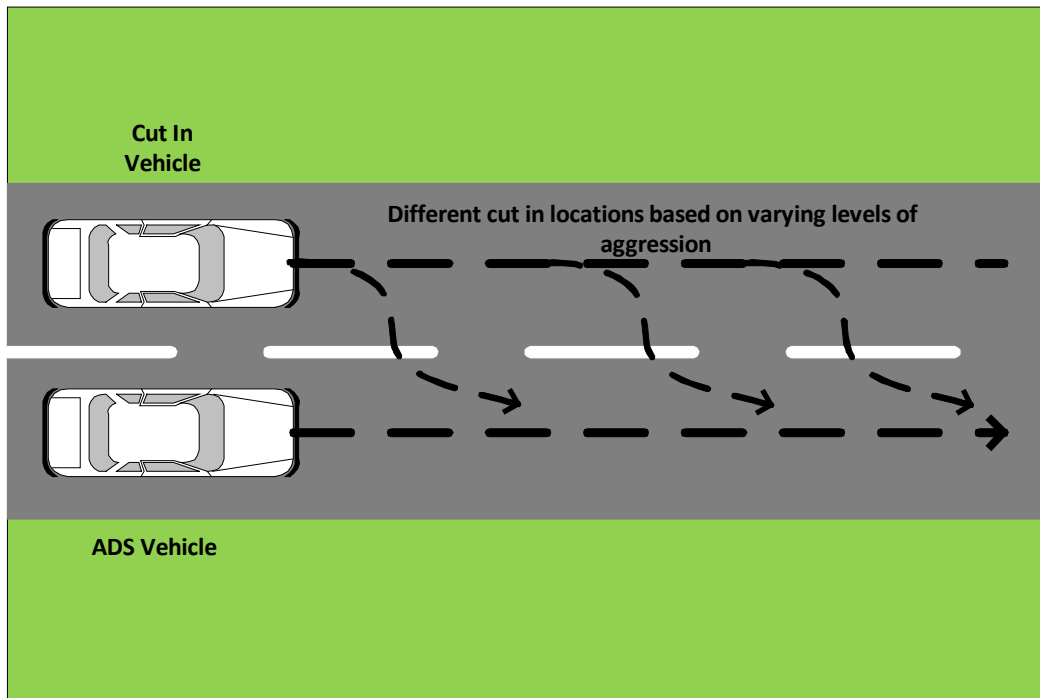 Cut In
Vehicle
Different cut in locations based on varying levels of
aggression
ADS Vehicle